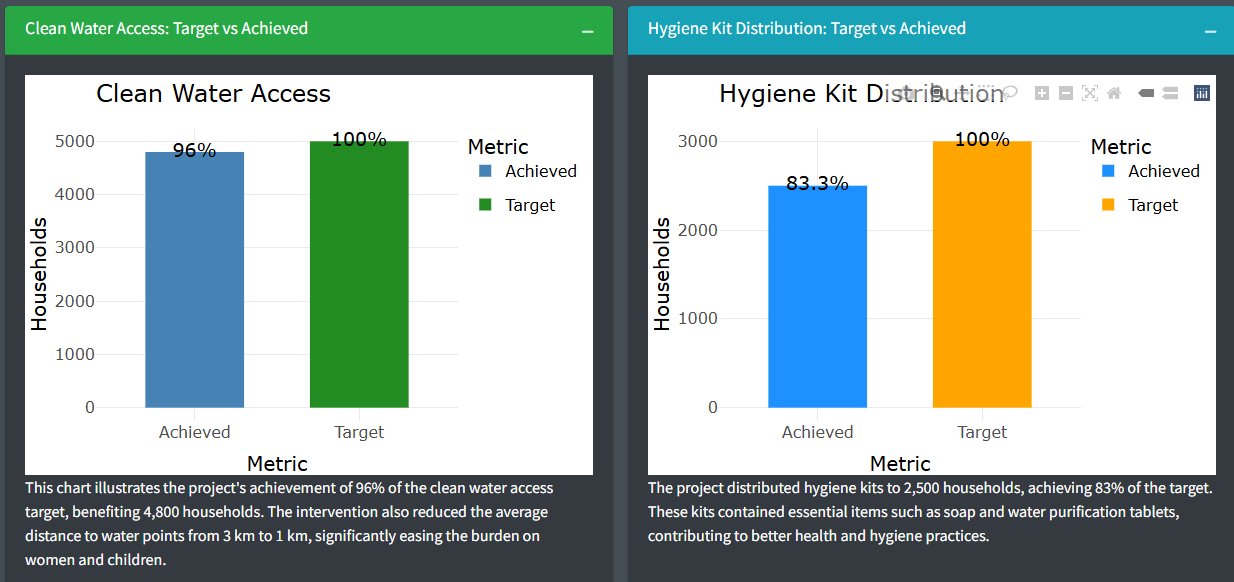 Clean Water Access: Target vs Achieved
Clean Water Access
5000
4000
3000
2000
1000
0
Households
96%
100%
Achieved
Target
Metric
Metric
Achieved
Target
This chart illustrates the project's achievement of 96% of the clean water access
target, benefiting 4,800 households. The intervention also reduced the average
distance to water points from 3 km to 1 km, significantly easing the burden on
women and children.
Hygiene Kit Distribution: Target vs Achieved
Hygiene Kit Distribution
3000
2000
1000
0
Households
83.3%
100%
Achieved
Target
Metric
Metric
Achieved
Target
The project distributed hygiene kits to 2,500 households, achieving 83% of the target.
These kits contained essential items such as soap and water purification tablets,
contributing to better health and hygiene practices.